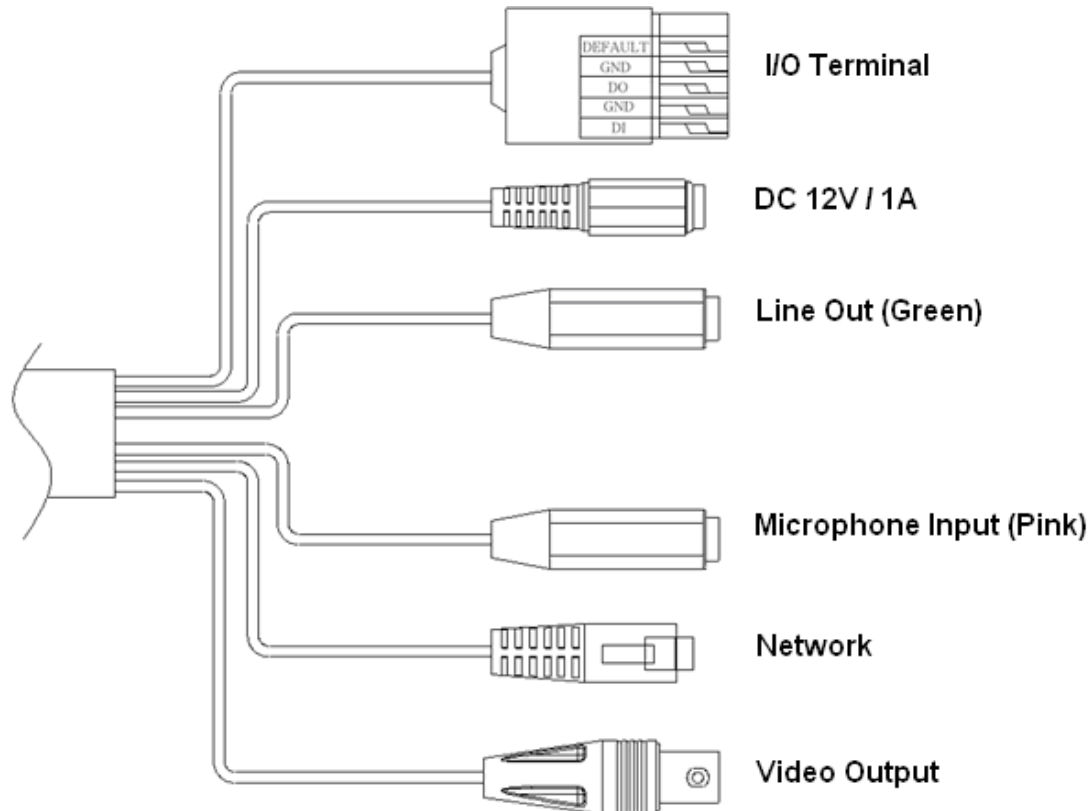 DEFAULT
GND
DO
GND
DI
I/O Terminal
DC 12V / 1A
Line Out (Green)
Microphone Input (Pink)
Network
Video Output